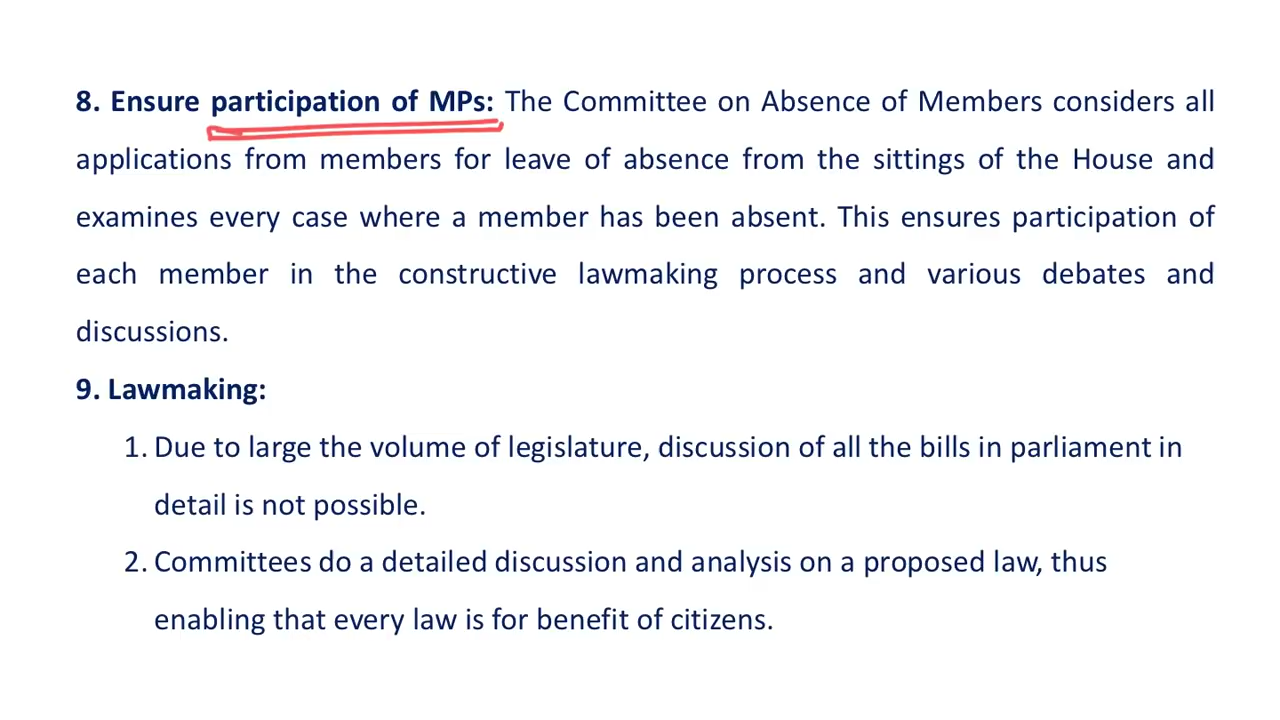 8. Ensure participation of MPs: The Committee on Absence of Members considers all
applications from members for leave of absence from the sittings of the House and
examines every case where a member has been absent. This ensures participation of
each member in the constructive lawmaking process and various debates and
discussions.
9. Lawmaking:
1. Due to large the volume of legislature, discussion of all the bills in parliament in
detail is not possible.
2. Committees do a detailed discussion and analysis on a proposed law, thus
enabling that every law is for benefit of citizens.